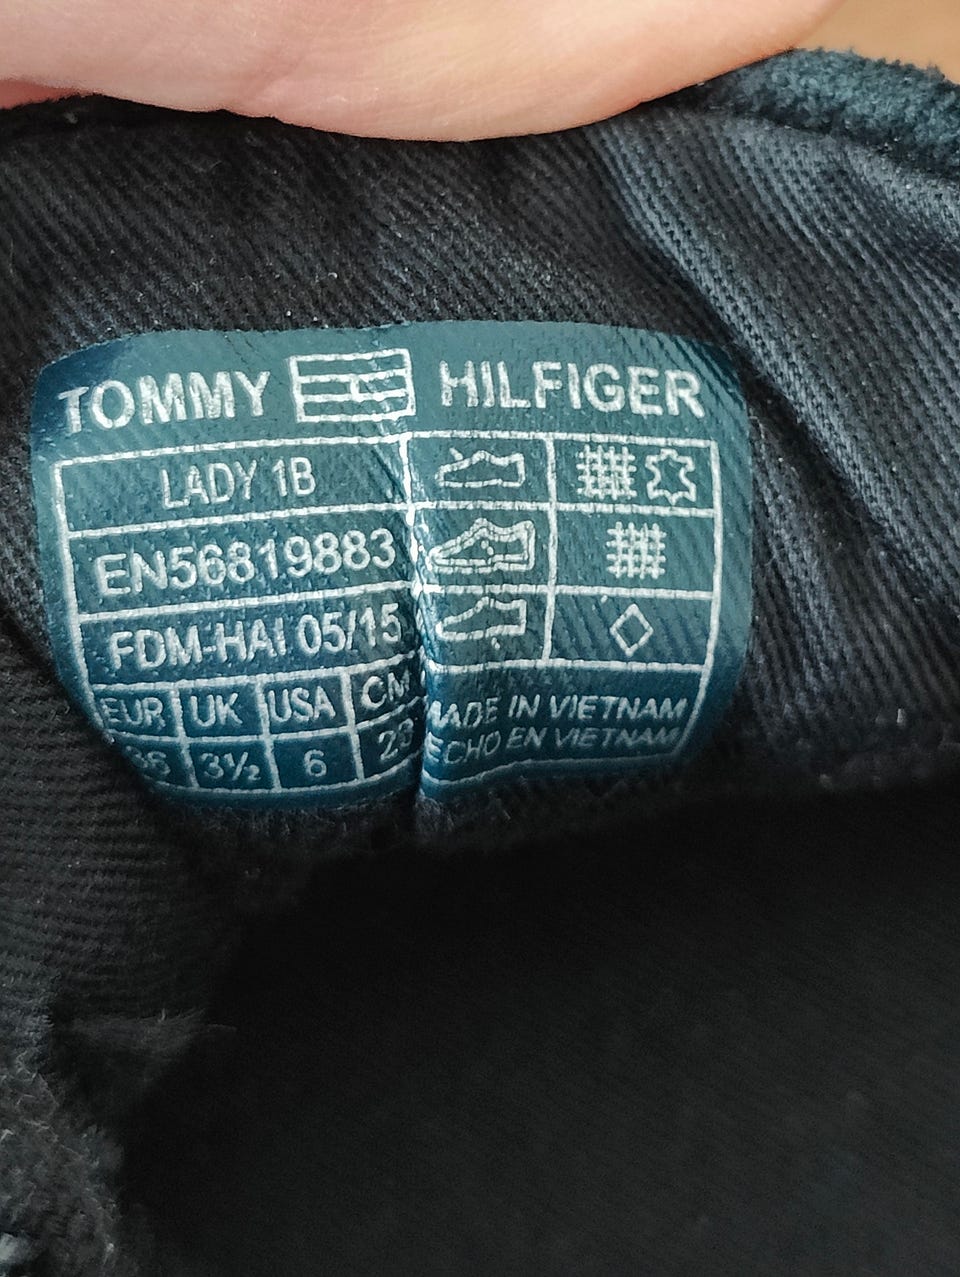 TOMMY HILFIGER
LADY 1B
EN56819883
FDM-HAI 05/15
EUR UK USA CM
36 3½ 6
MADE IN VIETNAM
HECHO EN VIETNAM